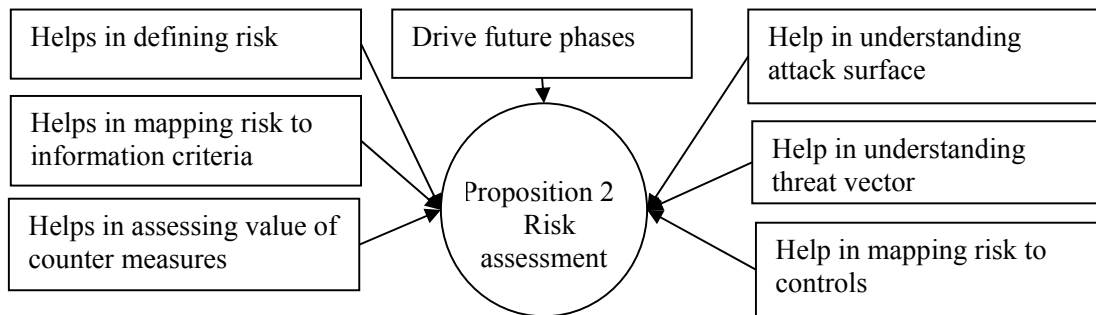 Helps in defining risk
Helps in mapping risk to
information criteria
Helps in assessing value of
counter measures
Drive future phases
Proposition 2
Risk
assessment
Help in understanding
attack surface
Help in understanding
threat vector
Help in mapping risk to
controls